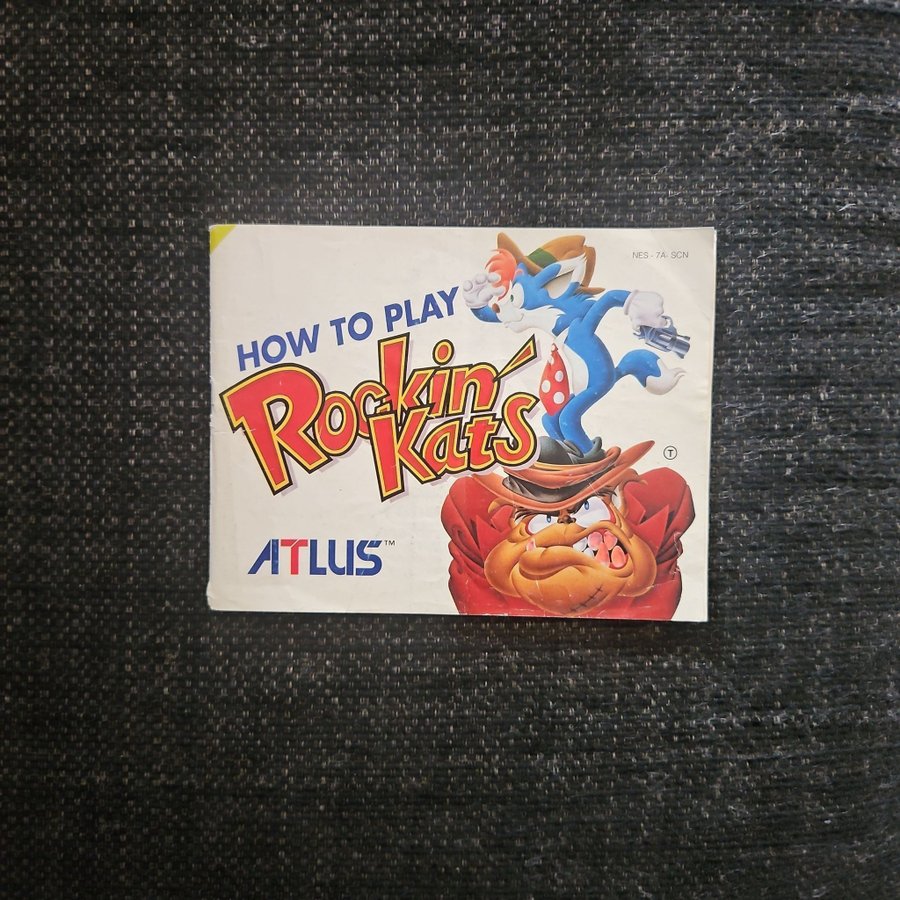 NES - 7A- SCN
HOW TO PLAY
Rockin'
Kats
T
ATLUS™